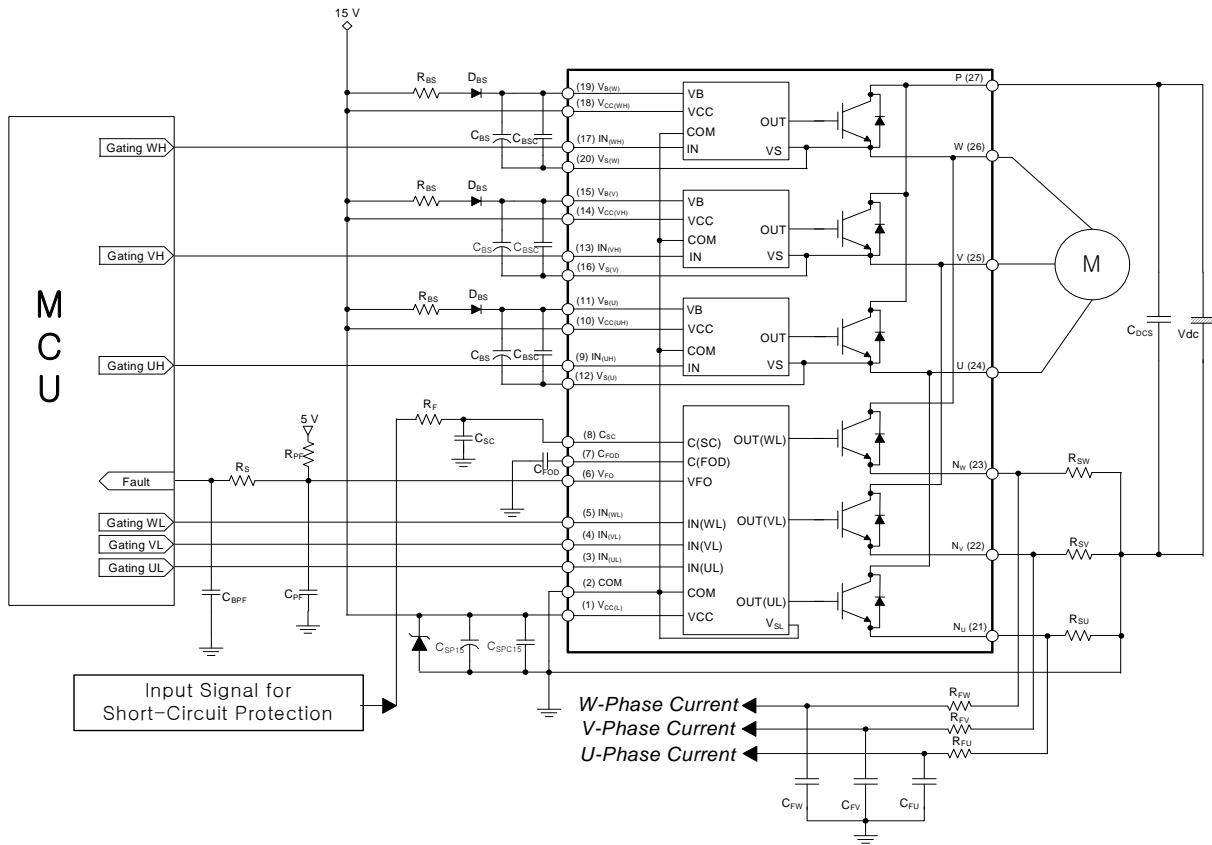 15 V
MCU
Gating WH
Gating VH
Gating UH
Fault
Gating WL
Gating VL
Gating UL
RBS
DBS
CBS
CBSC
(19) VB(W)
(18) VCC(WH)
(17) IN(WH)
(20) VS(W)
VB
VCC
COM
IN
OUT
VS
P (27)
W (26)
RBS
DBS
CBS
CBSC
(15) VB(V)
(14) VCC(VH)
(13) IN(VH)
(16) VS(V)
VB
VCC
COM
IN
OUT
VS
V (25)
M
RBS
DBS
CBS
CBSC
(11) VB(U)
(10) VCC(UH)
(9) IN(UH)
(12) VS(U)
VB
VCC
COM
IN
OUT
VS
U (24)
CDCS
Vdc
RF
CSC
5 V
RPF
RS
CBPF
CPF
CFOD
(8) CSC
(7) CFOD
(6) VFO
(5) IN(WL)
(4) IN(VL)
(3) IN(UL)
(2) COM
(1) VCC(L)
C(SC)
C(FOD)
VFO
IN(WL)
IN(VL)
IN(UL)
COM
VCC
OUT(WL)
OUT(VL)
OUT(UL)
VSL
NW (23)
NV (22)
NU (21)
RSW
RSV
RSU
CSP15
CSPC15
Input Signal for
Short-Circuit Protection
W-Phase Current
V-Phase Current
U-Phase Current
RFW
RFV
RFU
CFW
CFV
CFU